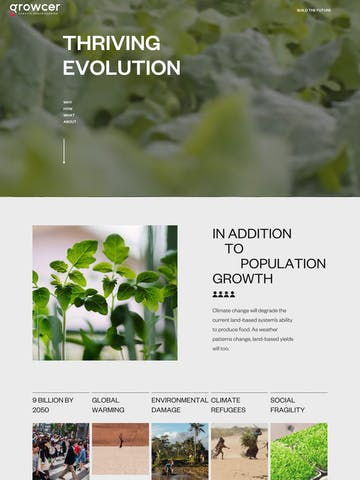 growcer
BUILD THE FUTURE
THRIVING
EVOLUTION
WHY
HOW
WHAT
ABOUT
IN ADDITION
TO
POPULATION
GROWTH
Climate change will degrade the
current land-based system's ability
to produce food. As weather
patterns change, land-based yields
will too.
9 BILLION BY
2050
GLOBAL
WARMING
ENVIRONMENTAL
DAMAGE
CLIMATE
REFUGEES
SOCIAL
FRAGILITY